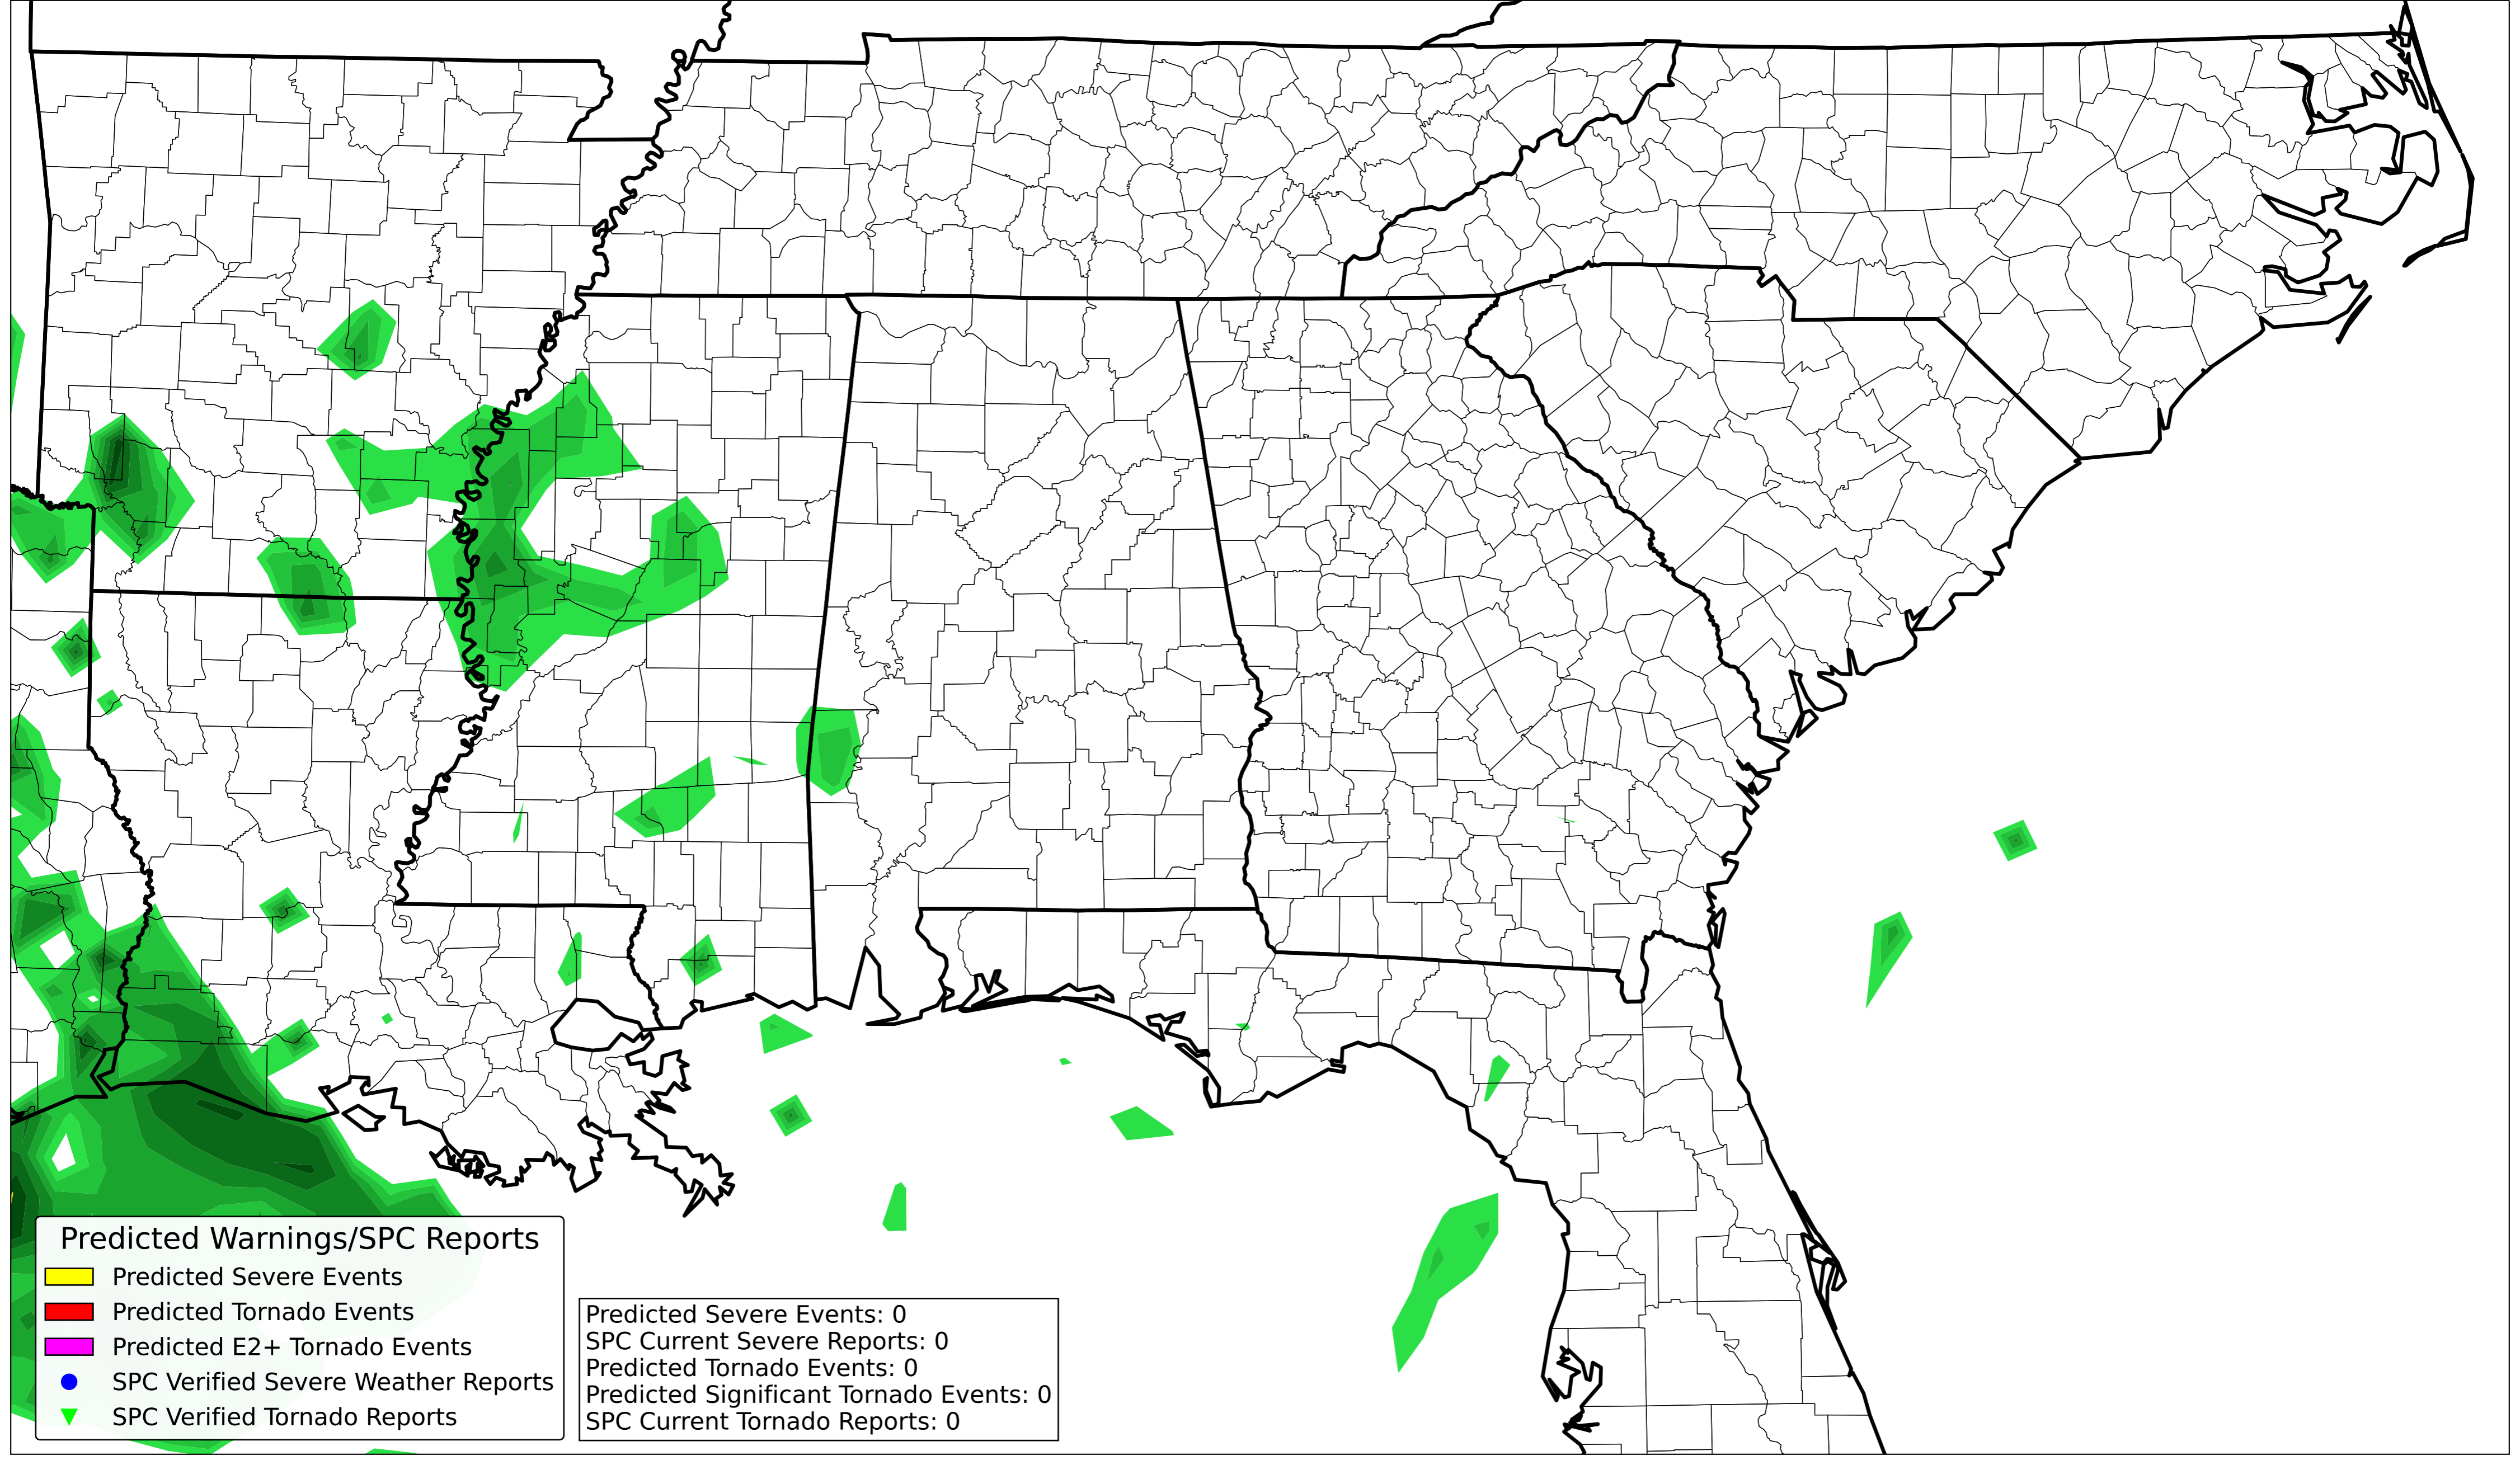 Predicted Warnings/SPC Reports
Predicted Severe Events
Predicted Tornado Events
Predicted E2+ Tornado Events
SPC Verified Severe Weather Reports
SPC Verified Tornado Reports
Predicted Severe Events: 0
SPC Current Severe Reports: 0
Predicted Tornado Events: 0
Predicted Significant Tornado Events: 0
SPC Current Tornado Reports: 0